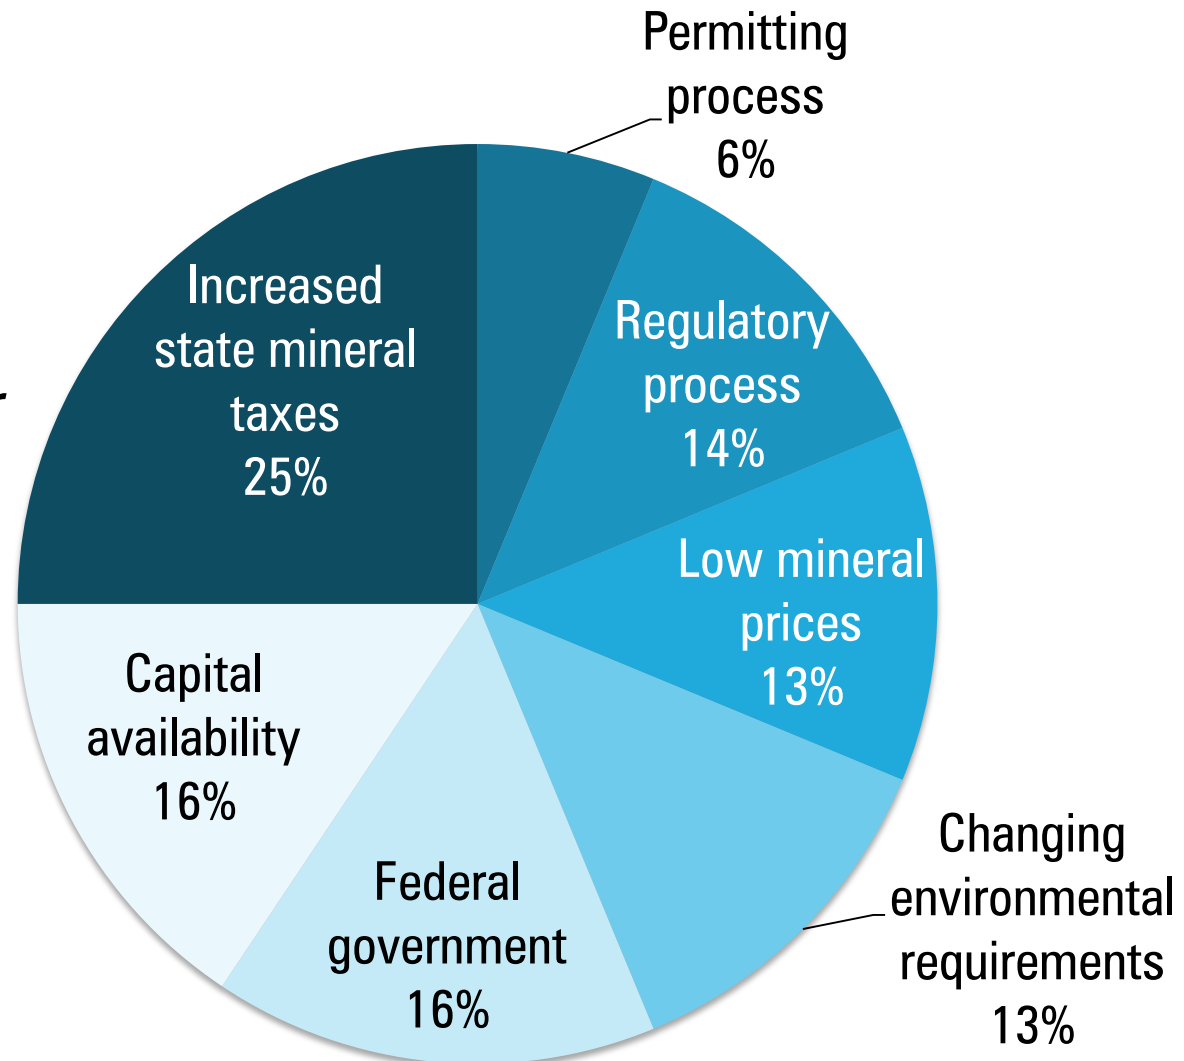 Permitting
process
6%
Increased
state mineral
taxes
25%
Regulatory
process
14%
Low mineral
prices
13%
Capital
availability
16%
Federal
government
16%
Changing
environmental
requirements
13%